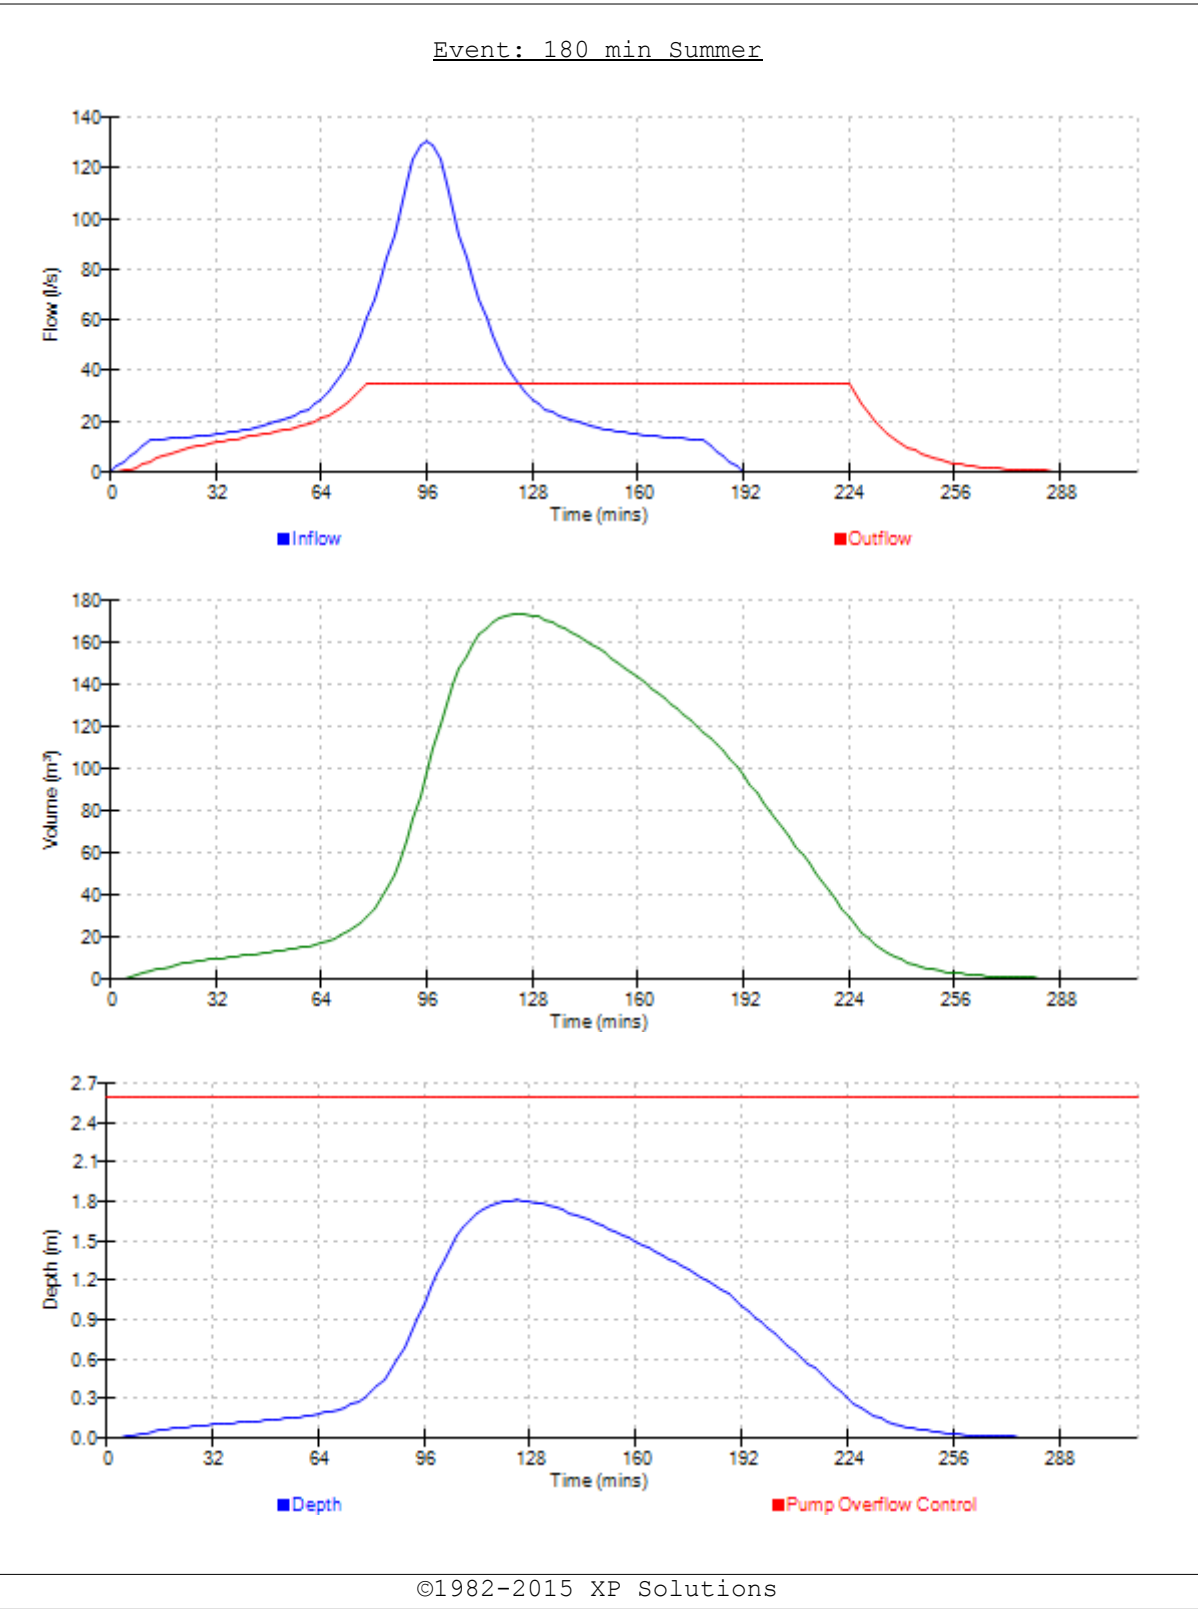 Event: 180 min Summer
140
120
100
80
60
40
20
0
Flow (l/s)
0 32 64 96 128 160 192 224 256 288
Time (mins)
Inflow Outflow
180
160
140
120
100
80
60
40
20
0
Volume (m³)
0 32 64 96 128 160 192 224 256 288
Time (mins)
2.7
2.4
2.1
1.8
1.5
1.2
0.9
0.6
0.3
0.0
Depth (m)
0 32 64 96 128 160 192 224 256 288
Time (mins)
Depth Pump Overflow Control
©1982-2015 XP Solutions